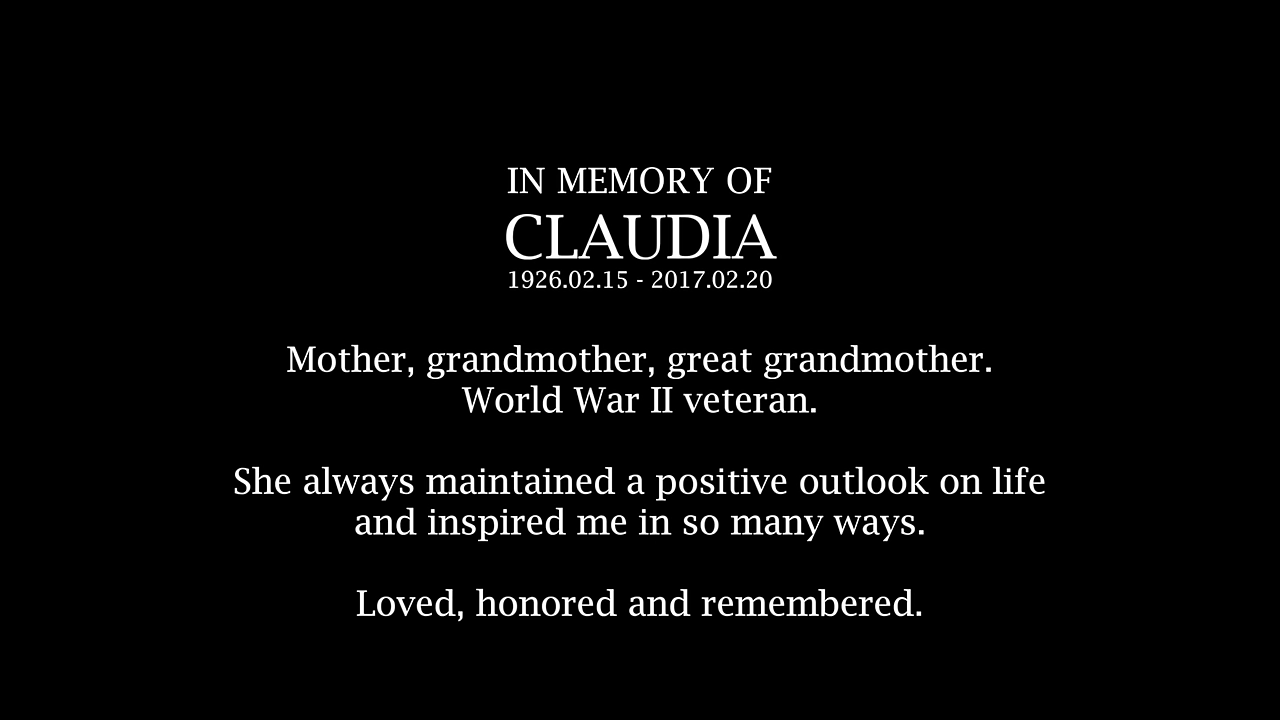 IN MEMORY OF
CLAUDIA
1926.02.15 - 2017.02.20
Mother, grandmother, great grandmother.
World War II veteran.
She always maintained a positive outlook on life
and inspired me in so many ways.
Loved, honored and remembered.